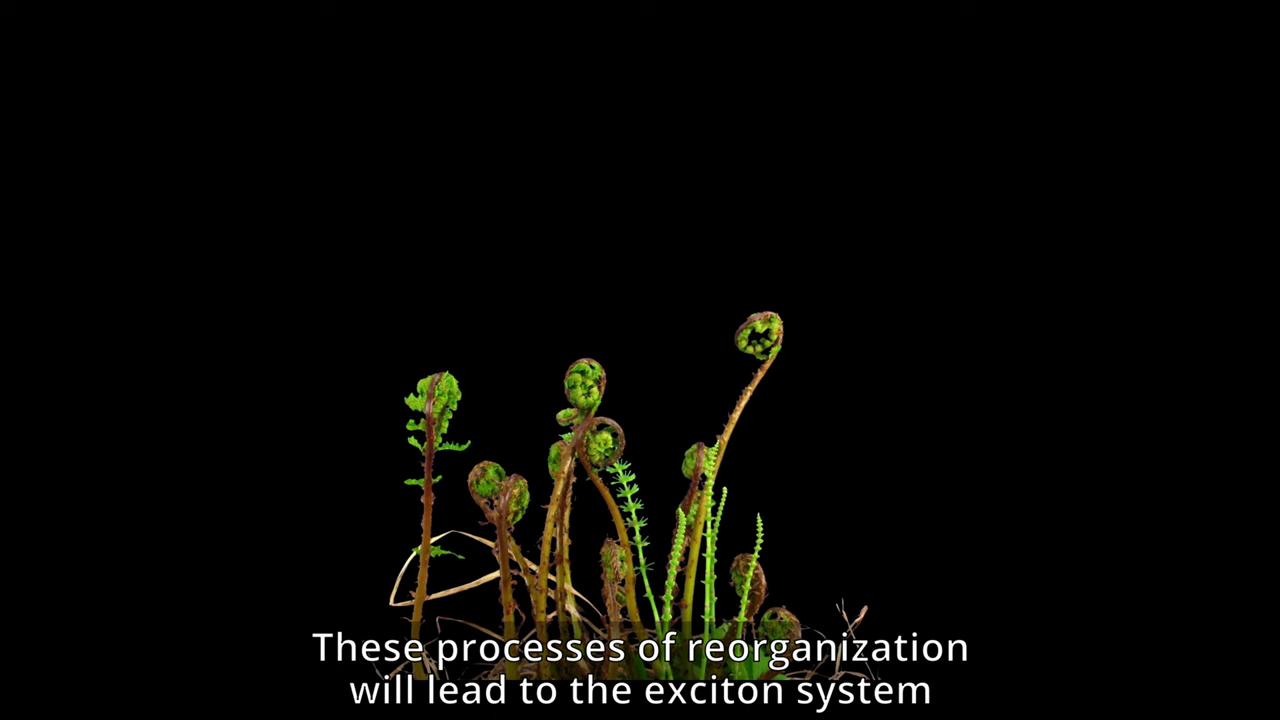 These processes of reorganization
will lead to the exciton system